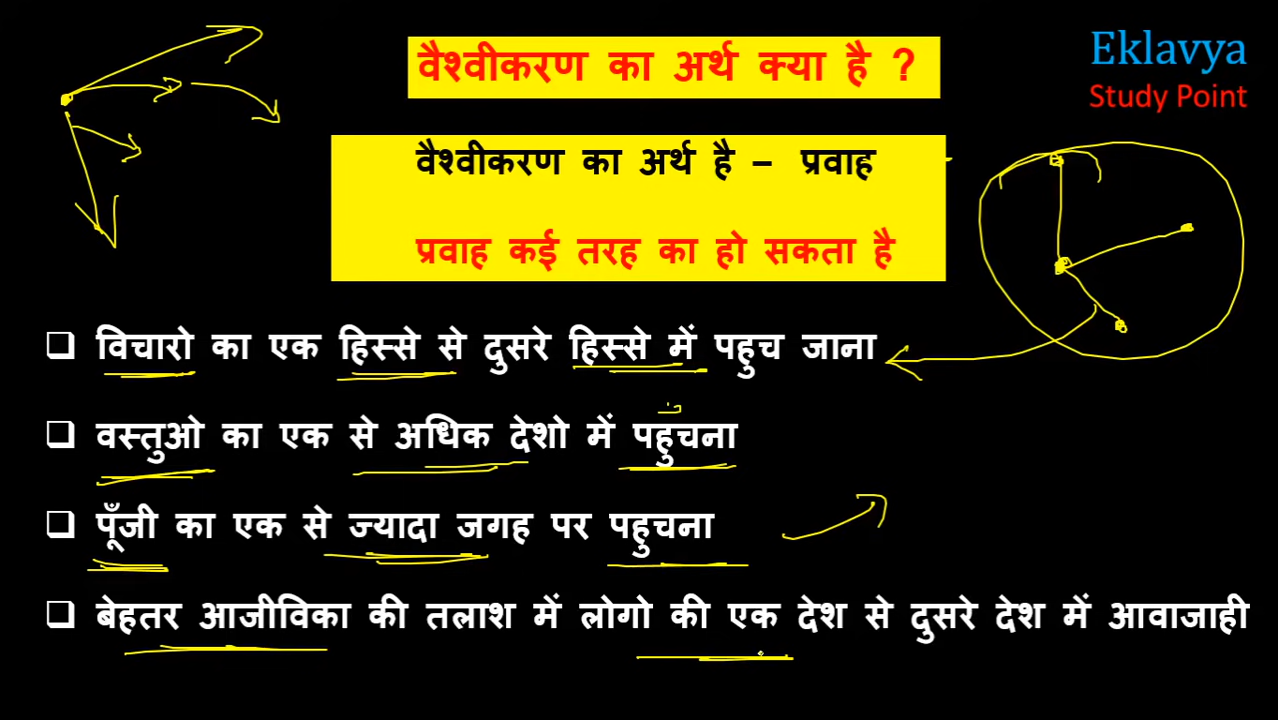 वैश्वीकरण का अर्थ क्या है ?
Eklavya
Study Point
वैश्वीकरण का अर्थ है – प्रवाह
प्रवाह कई तरह का हो सकता है
विचारो का एक हिस्से से दुसरे हिस्से में पहुच जाना
वस्तुओ का एक से अधिक देशो में पहुंचना
पूँजी का एक से ज्यादा जगह पर पहुचना
बेहतर आजीविका की तलाश में लोगो की एक देश से दुसरे देश में आवाजाही